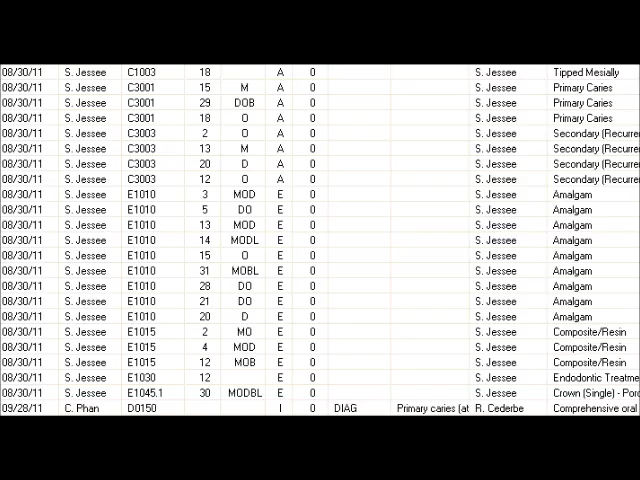 08/30/11 S. Jessee C1003 18 A 0 S. Jessee Tipped Mesially
08/30/11 S. Jessee C3001 15 M A 0 S. Jessee Primary Caries
08/30/11 S. Jessee C3001 29 DOB A 0 S. Jessee Primary Caries
08/30/11 S. Jessee C3001 18 O A 0 S. Jessee Primary Caries
08/30/11 S. Jessee C3003 2 O A 0 S. Jessee Secondary (Recurre
08/30/11 S. Jessee C3003 13 M A 0 S. Jessee Secondary (Recurre
08/30/11 S. Jessee C3003 20 D A 0 S. Jessee Secondary (Recurre
08/30/11 S. Jessee C3003 12 O A 0 S. Jessee Secondary (Recurre
08/30/11 S. Jessee E1010 3 MOD E 0 S. Jessee Amalgam
08/30/11 S. Jessee E1010 5 DO E 0 S. Jessee Amalgam
08/30/11 S. Jessee E1010 13 MOD E 0 S. Jessee Amalgam
08/30/11 S. Jessee E1010 14 MODL E 0 S. Jessee Amalgam
08/30/11 S. Jessee E1010 15 O E 0 S. Jessee Amalgam
08/30/11 S. Jessee E1010 31 MOBL E 0 S. Jessee Amalgam
08/30/11 S. Jessee E1010 28 DO E 0 S. Jessee Amalgam
08/30/11 S. Jessee E1010 21 DO E 0 S. Jessee Amalgam
08/30/11 S. Jessee E1010 20 D E 0 S. Jessee Amalgam
08/30/11 S. Jessee E1015 2 MO E 0 S. Jessee Composite/Resin
08/30/11 S. Jessee E1015 4 MOD E 0 S. Jessee Composite/Resin
08/30/11 S. Jessee E1015 12 MOB E 0 S. Jessee Composite/Resin
08/30/11 S. Jessee E1030 12 E 0 S. Jessee Endodontic Treatme
08/30/11 S. Jessee E1045.1 30 MODBL E 0 S. Jessee Crown (Single) - Porc
09/28/11 C. Phan D0150 I 0 DIAG Primary caries (at R. Cederbe Comprehensive oral